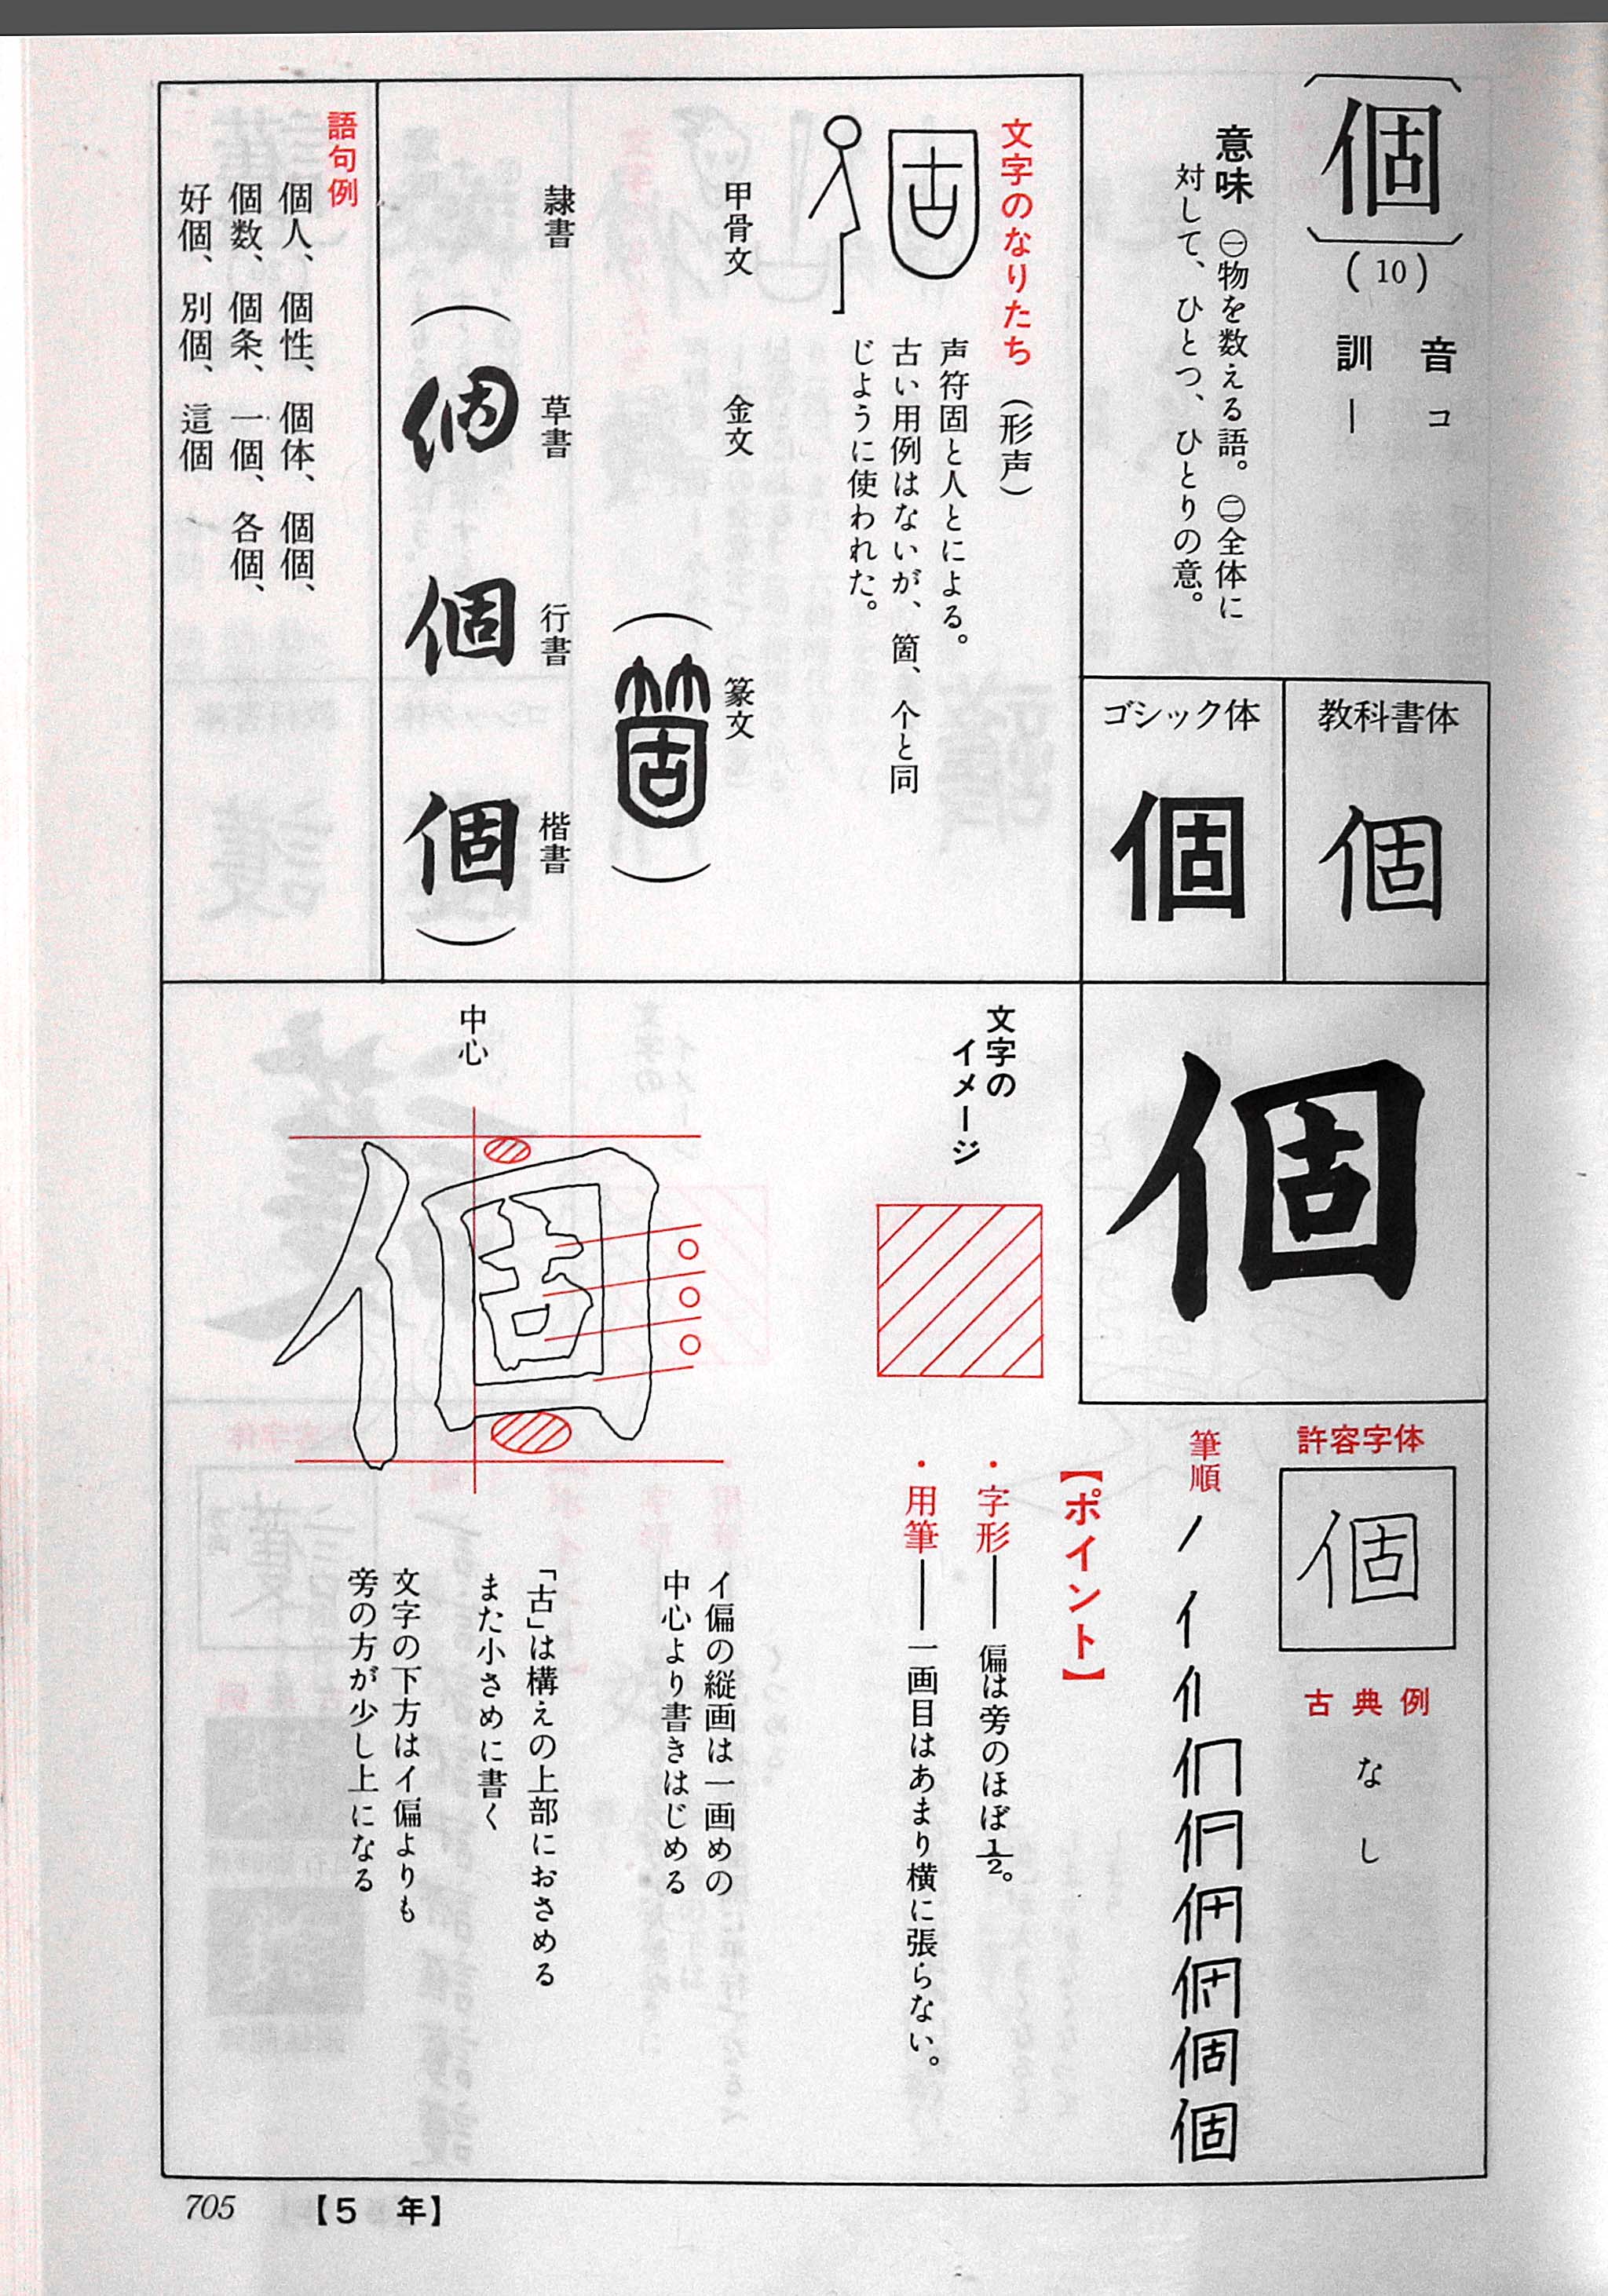 個
(10)
音 コ
訓 ―
意味 ㊀物を数える語。㊁全体に
対して、ひとつ、ひとりの意。
教科書体
個
ゴシック体
個
文字のなりたち（形声）
声符固と人とによる。
古い用例はないが、箇、个と同
じように使われた。
甲骨文
金文
篆文
（箇）
隷書
草書
行書
楷書
（個
個
個）
語句例
個人、個性、個体、個個、
個数、個条、一個、各個、
好個、別個、這個
個
許容字体
個
古典例
なし
筆順
個
【ポイント】
・字形―― 偏は旁のほぼ1/2。
・用筆―― 一画目はあまり横に張らない。
文字の
イメージ
中心
イ偏の縦画は一画めの
中心より書きはじめる
「古」は構えの上部におさめる
また小さめに書く
文字の下方はイ偏よりも
旁の方が少し上になる
705
【5 年】